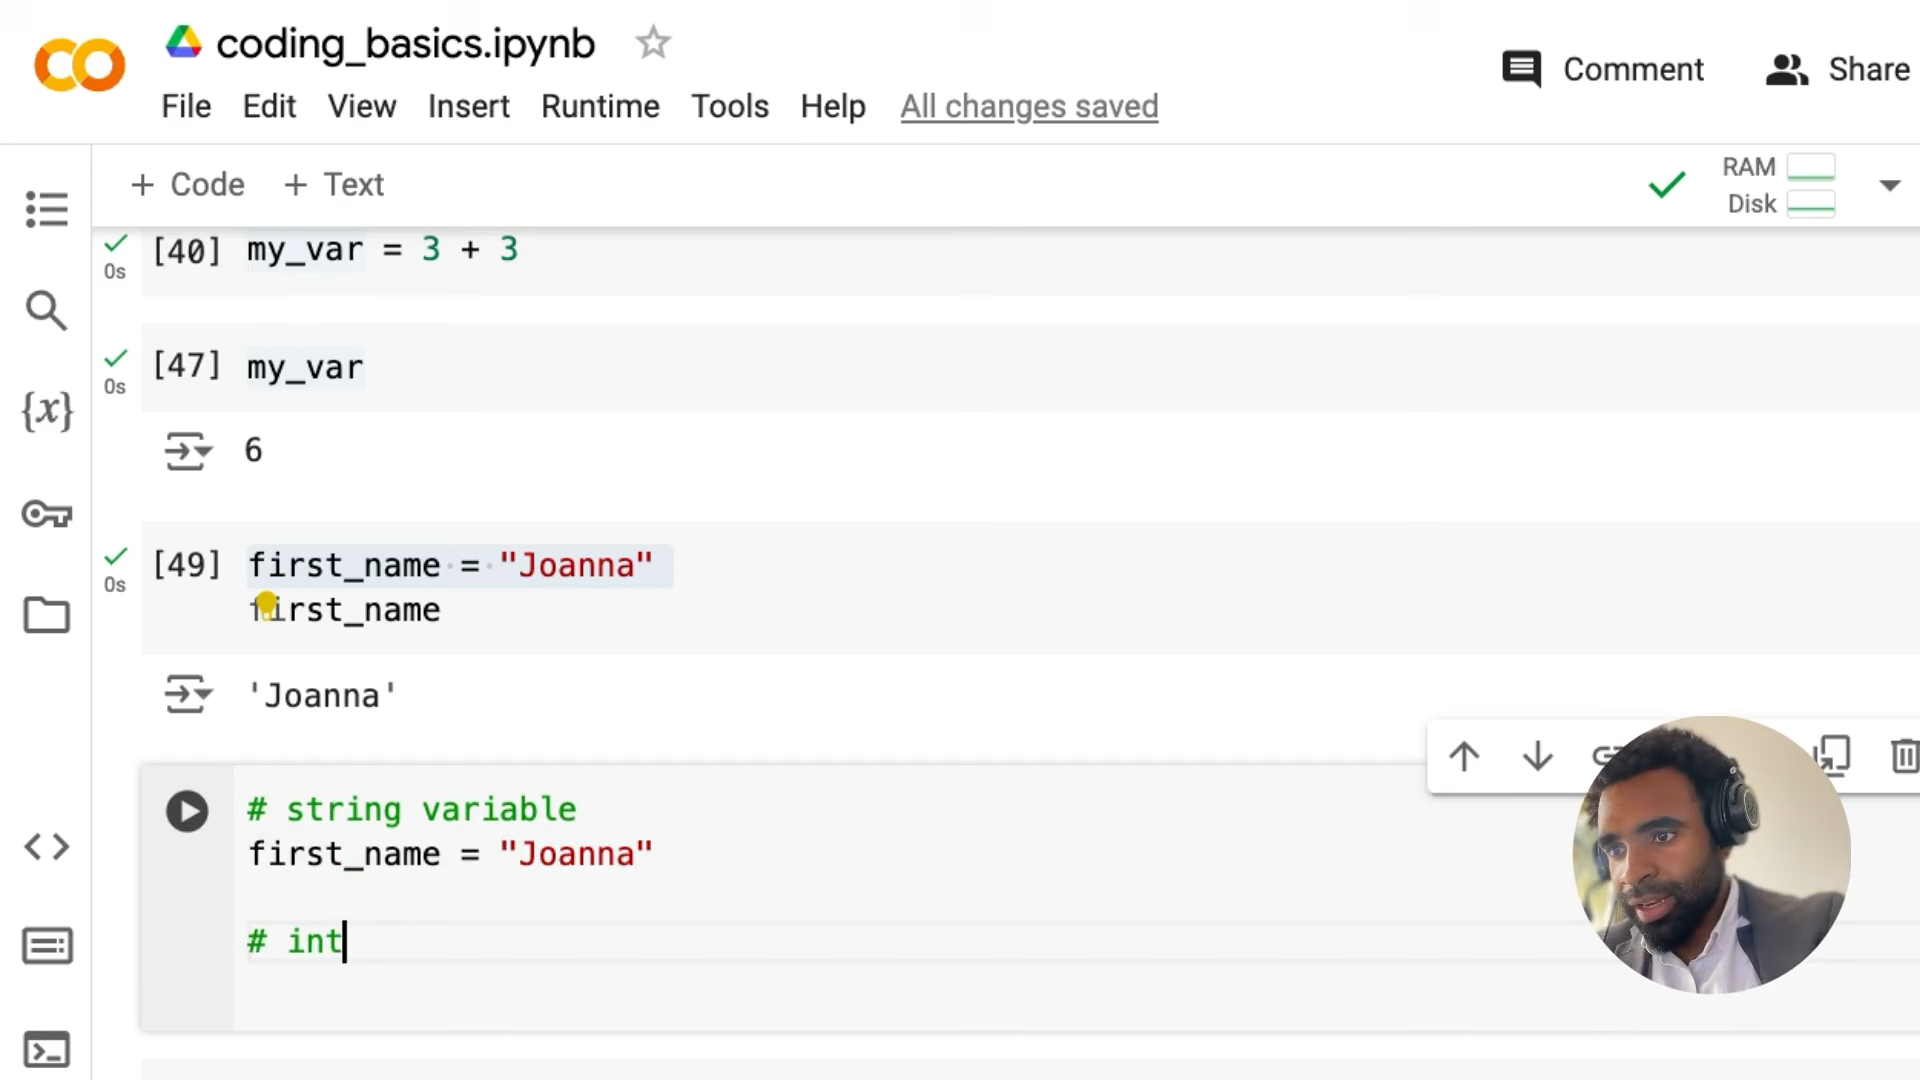 coding_basics.ipynb
Comment
Share
File Edit View Insert Runtime Tools Help All changes saved
+ Code + Text
RAM
Disk
0s
[40] my_var = 3 + 3
0s
[47] my_var
6
0s
[49] first_name = "Joanna"
first_name
'Joanna'
# string variable
first_name = "Joanna"
# int